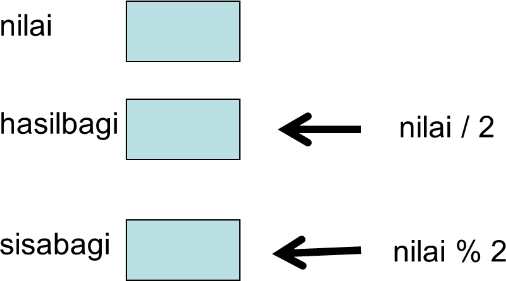 nilai
hasilbagi
nilai / 2
sisabagi
nilai % 2